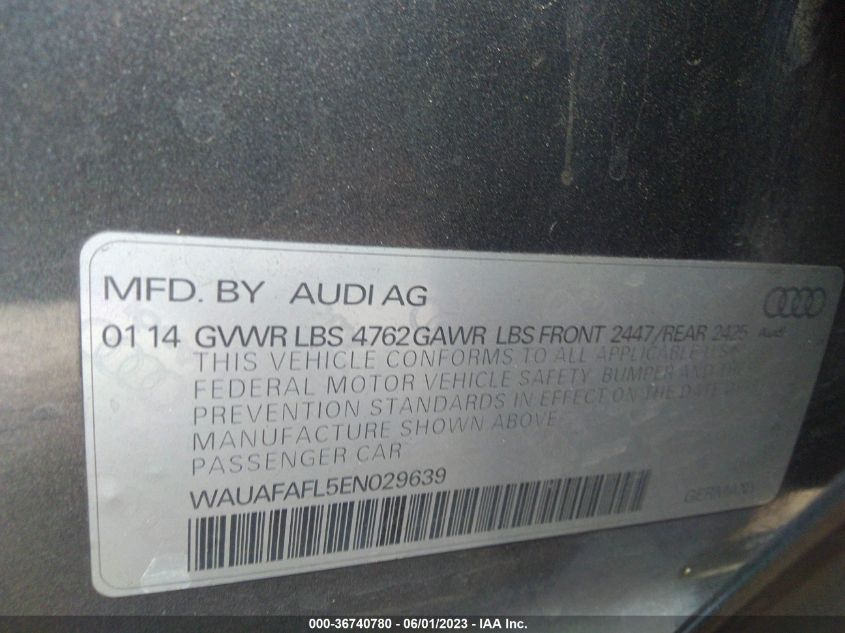 MFD. BY AUDI AG
01 14 GVWR LBS 4762 GAWR LBS FRONT 2447/REAR 2425 Audi
THIS VEHICLE CONFORMS TO ALL APPLICABLE U.S.
FEDERAL MOTOR VEHICLE SAFETY, BUMPER AND THEFT
PREVENTION STANDARDS IN EFFECT ON THE DATE OF
MANUFACTURE SHOWN ABOVE.
PASSENGER CAR
WAUAFAFL5EN029639
GERMANY
000-36740780 - 06/01/2023 - IAA Inc.